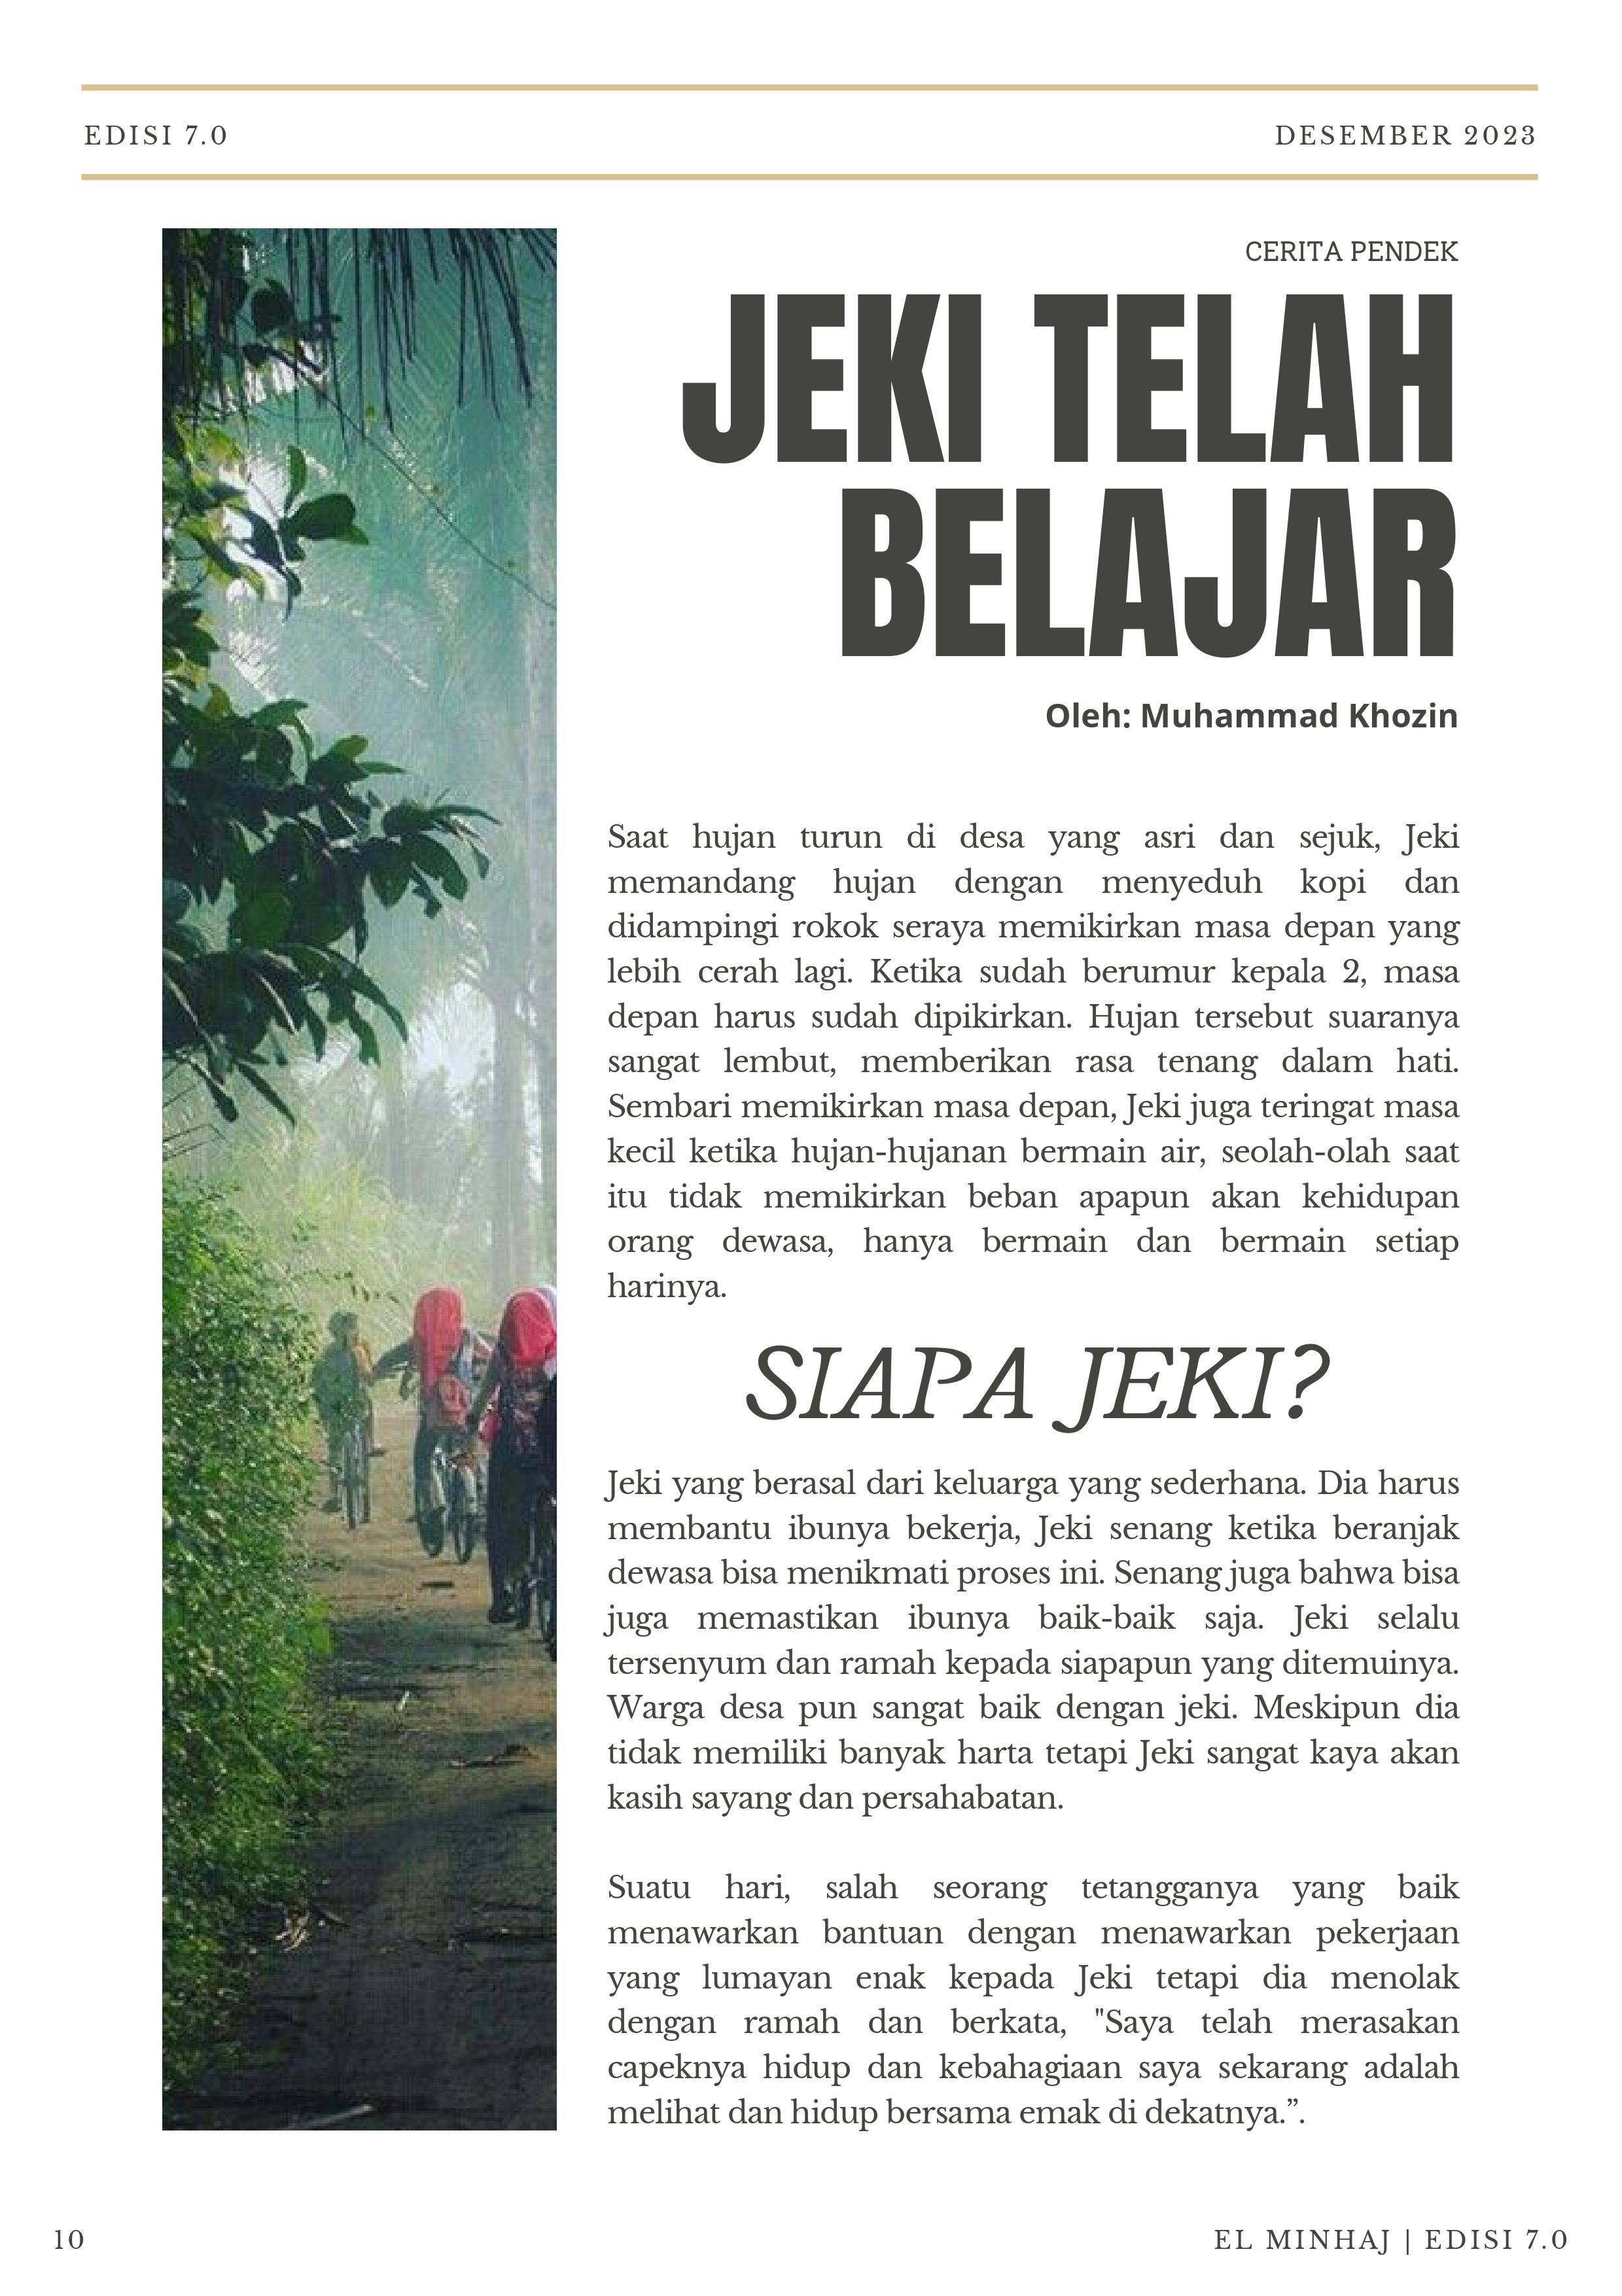 EDISI 7.0
DESEMBER 2023
CERITA PENDEK
JEKI TELAH
BELAJAR
Oleh: Muhammad Khozin
Saat hujan turun di desa yang asri dan sejuk, Jeki
memandang hujan dengan menyeduh kopi dan
didampingi rokok seraya memikirkan masa depan yang
lebih cerah lagi. Ketika sudah berumur kepala 2, masa
depan harus sudah dipikirkan. Hujan tersebut suaranya
sangat lembut, memberikan rasa tenang dalam hati.
Sembari memikirkan masa depan, Jeki juga teringat masa
kecil ketika hujan-hujanan bermain air, seolah-olah saat
itu tidak memikirkan beban apapun akan kehidupan
orang dewasa, hanya bermain dan bermain setiap
harinya.
SIAPA JEKI?
Jeki yang berasal dari keluarga yang sederhana. Dia harus
membantu ibunya bekerja, Jeki senang ketika beranjak
dewasa bisa menikmati proses ini. Senang juga bahwa bisa
juga memastikan ibunya baik-baik saja. Jeki selalu
tersenyum dan ramah kepada siapapun yang ditemuinya.
Warga desa pun sangat baik dengan jeki. Meskipun dia
tidak memiliki banyak harta tetapi Jeki sangat kaya akan
kasih sayang dan persahabatan.
Suatu hari, salah seorang tetangganya yang baik
menawarkan bantuan dengan menawarkan pekerjaan
yang lumayan enak kepada Jeki tetapi dia menolak
dengan ramah dan berkata, "Saya telah merasakan
capeknya hidup dan kebahagiaan saya sekarang adalah
melihat dan hidup bersama emak di dekatnya.”.
10
EL MINHAJ | EDISI 7.0